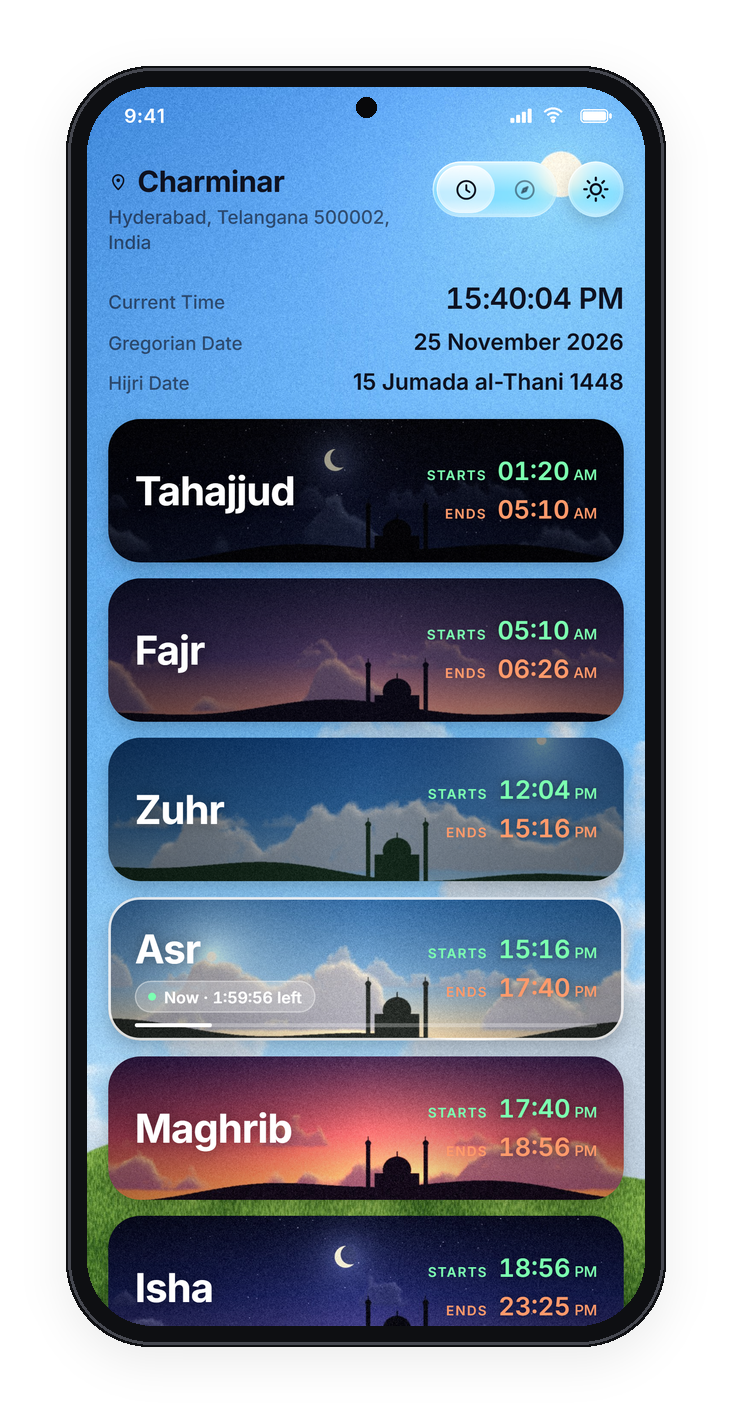 9:41
Charminar
Hyderabad, Telangana 500002,
India
Current Time 15:40:04 PM
Gregorian Date 25 November 2026
Hijri Date 15 Jumada al-Thani 1448
Tahajjud
STARTS 01:20 AM
ENDS 05:10 AM
Fajr
STARTS 05:10 AM
ENDS 06:26 AM
Zuhr
STARTS 12:04 PM
ENDS 15:16 PM
Asr
Now · 1:59:56 left
STARTS 15:16 PM
ENDS 17:40 PM
Maghrib
STARTS 17:40 PM
ENDS 18:56 PM
Isha
STARTS 18:56 PM
ENDS 23:25 PM